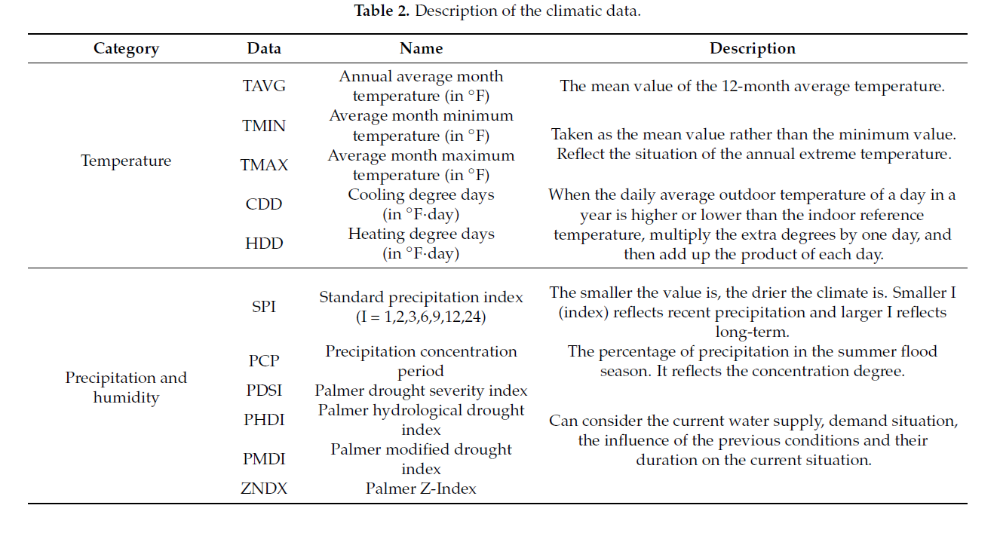 Table 2. Description of the climatic data.
Category Data Name Description
Temperature
TAVG
Annual average month
temperature (in °F)
The mean value of the 12-month average temperature.
TMIN
Average month minimum
temperature (in °F)
TMAX
Average month maximum
temperature (in °F)
Taken as the mean value rather than the minimum value.
Reflect the situation of the annual extreme temperature.
CDD
Cooling degree days
(in °F·day)
HDD
Heating degree days
(in °F·day)
When the daily average outdoor temperature of a day in a
year is higher or lower than the indoor reference
temperature, multiply the extra degrees by one day, and
then add up the product of each day.
Precipitation and
humidity
SPI
Standard precipitation index
(I = 1,2,3,6,9,12,24)
The smaller the value is, the drier the climate is. Smaller I
(index) reflects recent precipitation and larger I reflects
long-term.
PCP
Precipitation concentration
period
The percentage of precipitation in the summer flood
season. It reflects the concentration degree.
PDSI
Palmer drought severity index
PHDI
Palmer hydrological drought
index
PMDI
Palmer modified drought
index
ZNDX
Palmer Z-Index
Can consider the current water supply, demand situation,
the influence of the previous conditions and their
duration on the current situation.